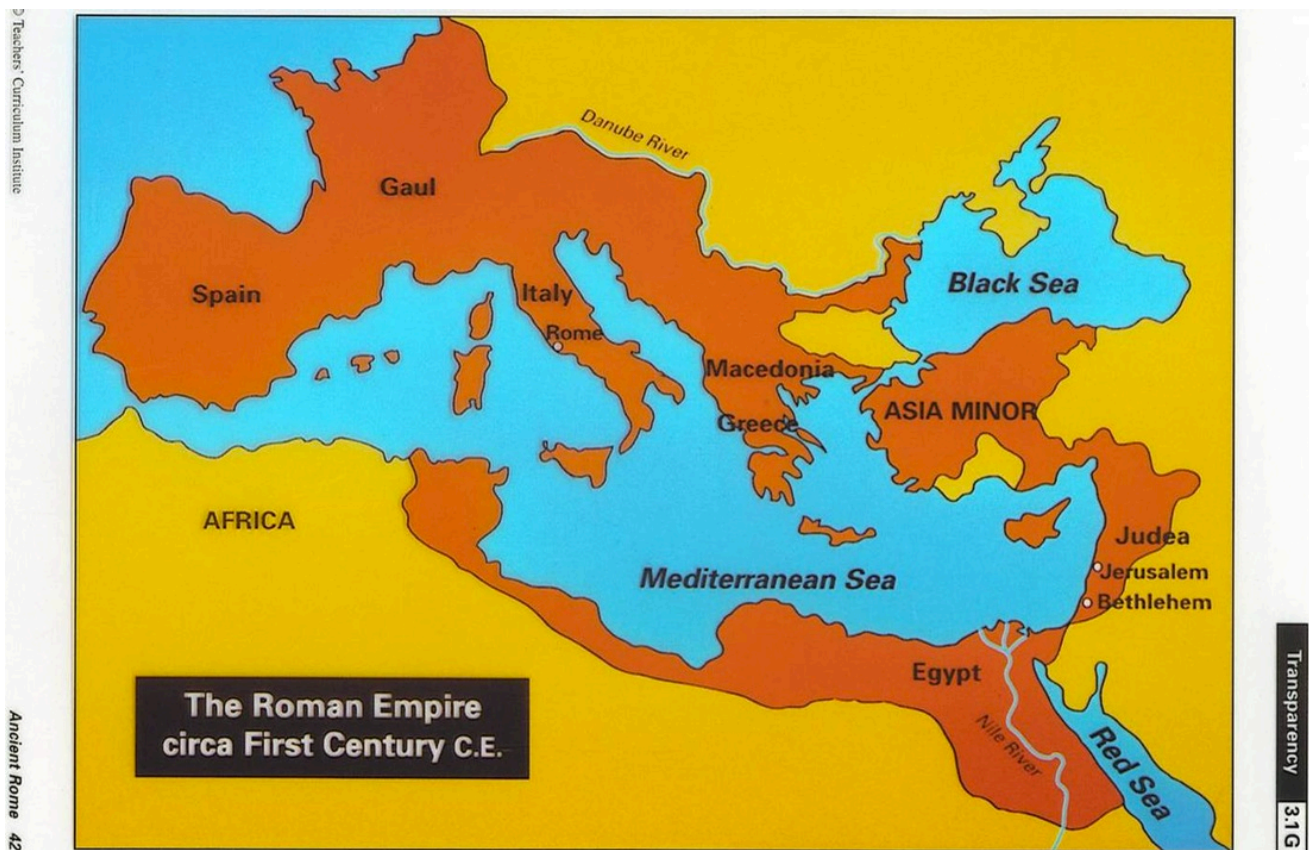 © Teachers' Curriculum Institute
Danube River
Gaul
Spain
Italy
Rome
Black Sea
Macedonia
Greece
ASIA MINOR
AFRICA
Judea
Mediterranean Sea
Jerusalem
Bethlehem
Egypt
Nile River
Red Sea
The Roman Empire
circa First Century C.E.
Transparency 3.1G
Ancient Rome 42